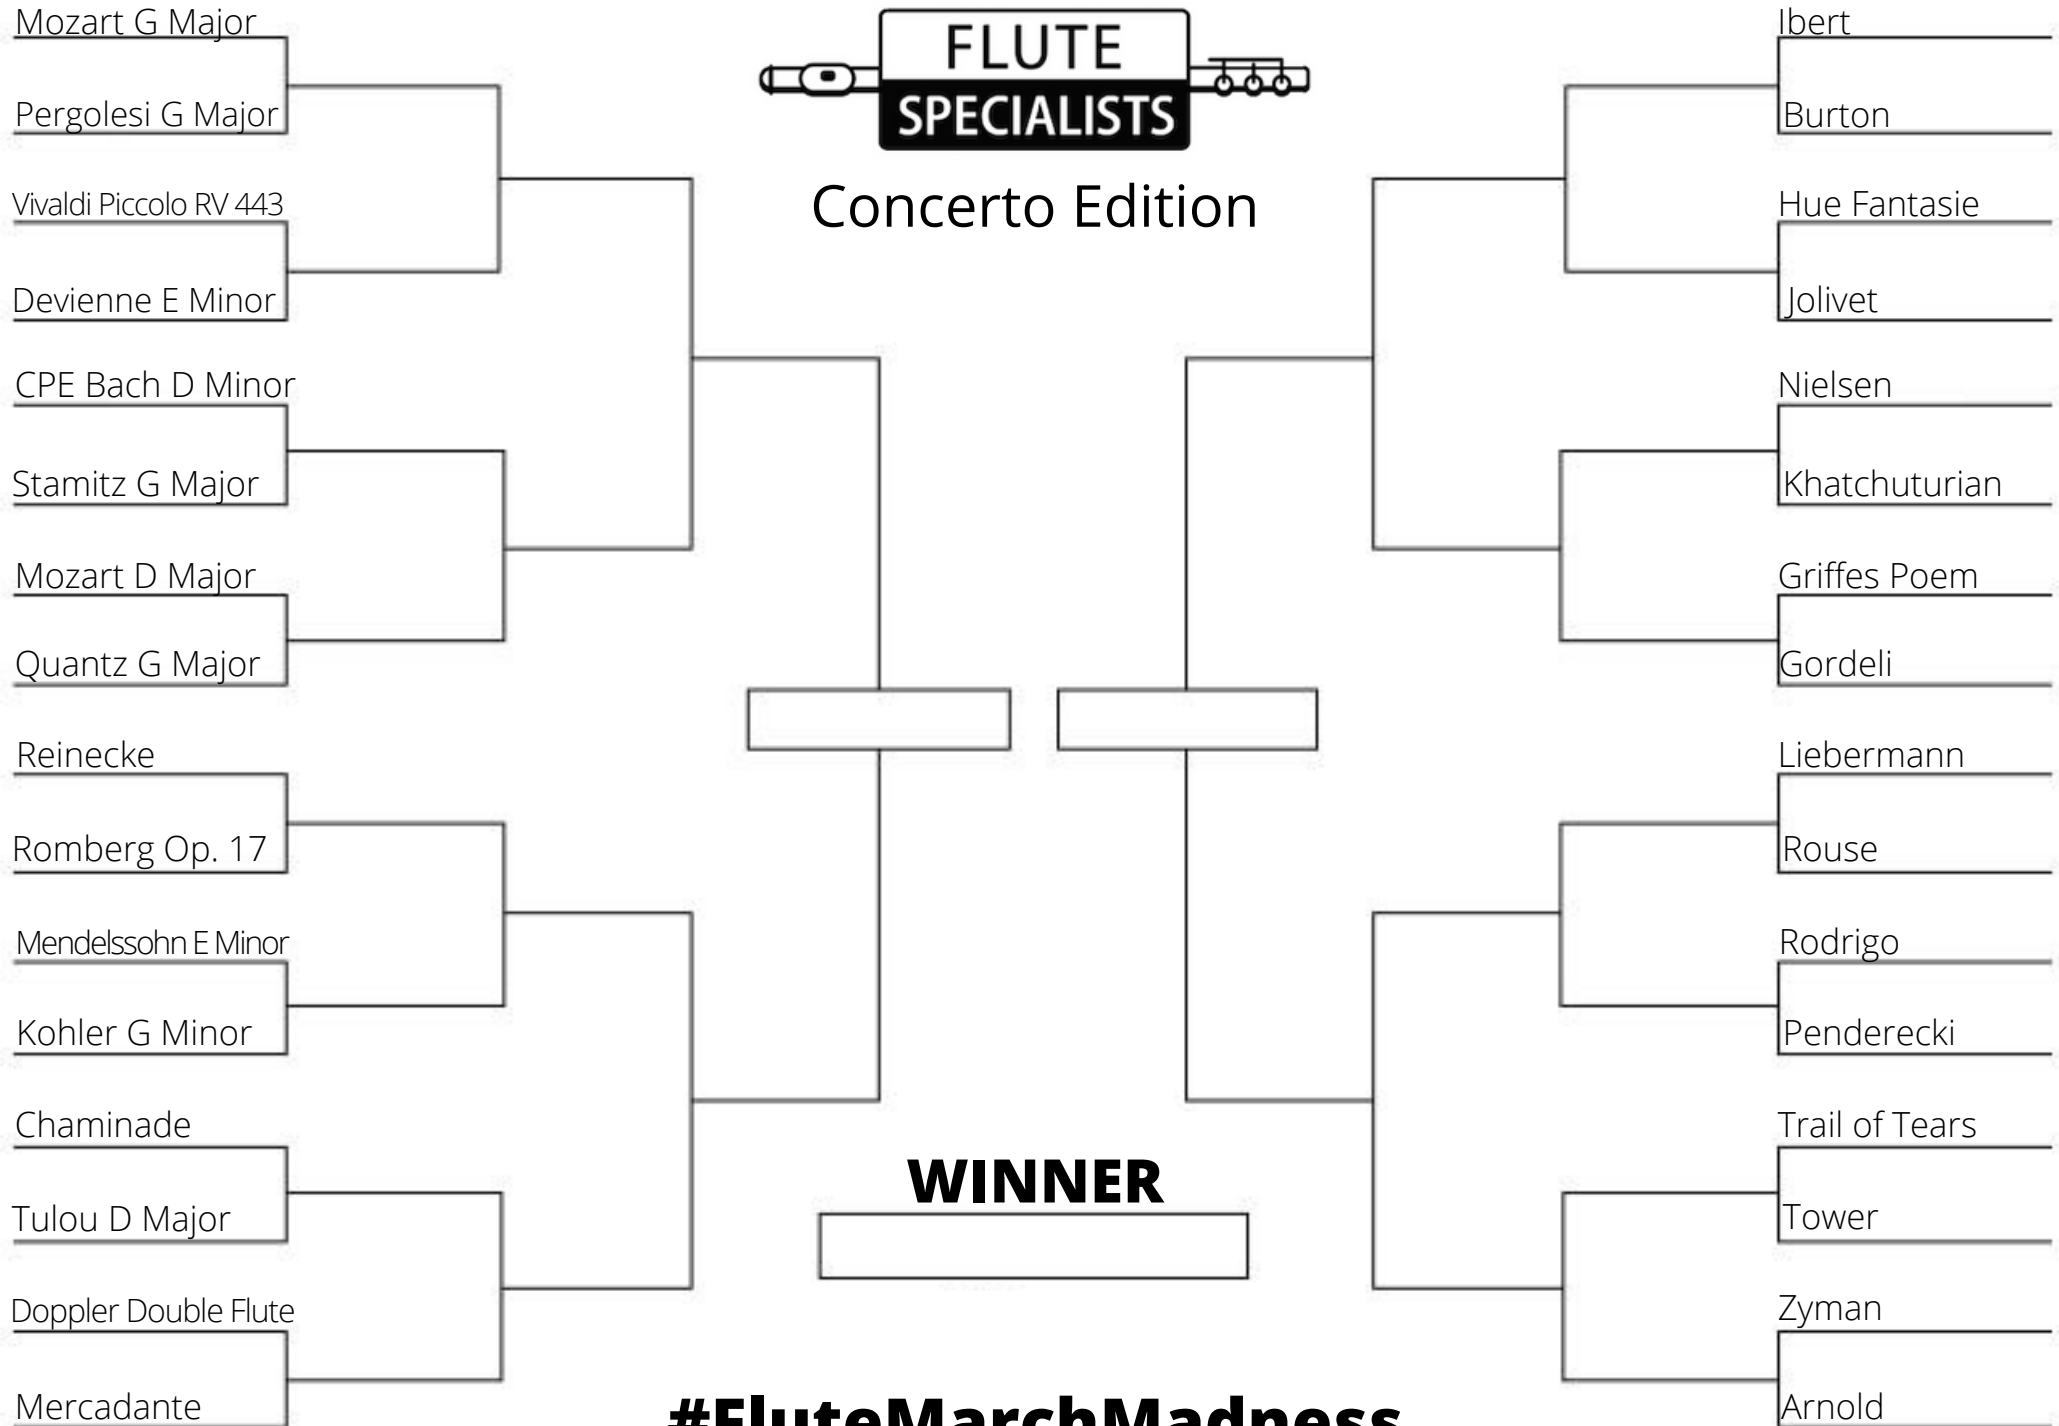 FLUTE
SPECIALISTS
Concerto Edition
Mozart G Major
Pergolesi G Major
Vivaldi Piccolo RV 443
Devienne E Minor
CPE Bach D Minor
Stamitz G Major
Mozart D Major
Quantz G Major
Reinecke
Romberg Op. 17
Mendelssohn E Minor
Kohler G Minor
Chaminade
Tulou D Major
Doppler Double Flute
Mercadante
Ibert
Burton
Hue Fantasie
Jolivet
Nielsen
Khatchuturian
Griffes Poem
Gordeli
Liebermann
Rouse
Rodrigo
Penderecki
Trail of Tears
Tower
Zyman
Arnold
WINNER
#FluteMarchMadness